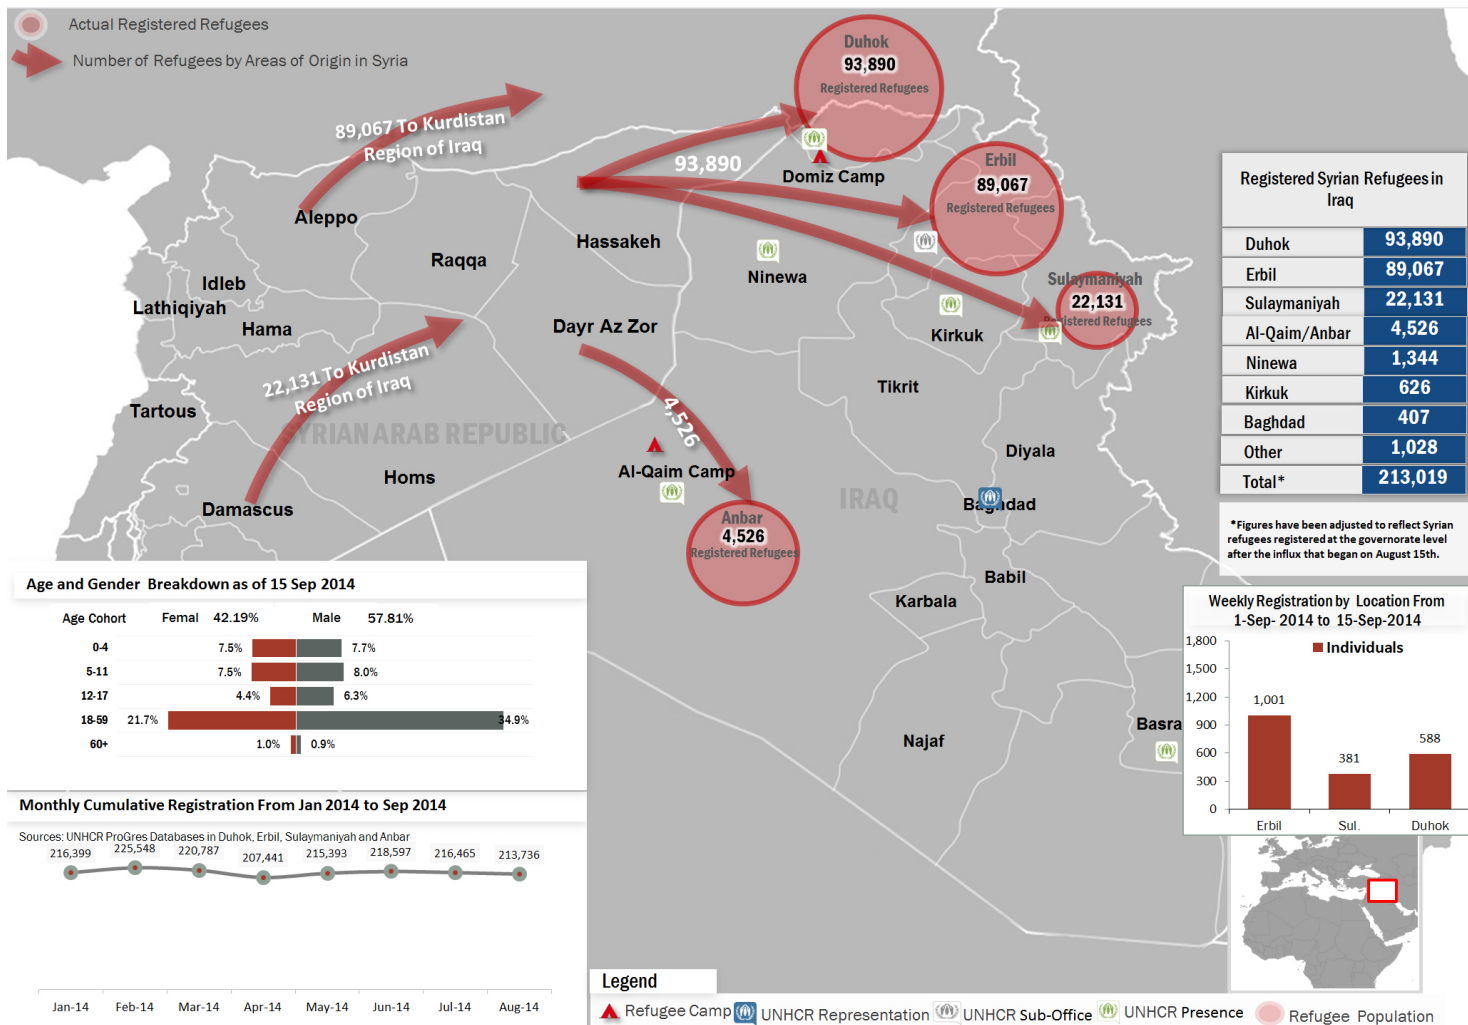 Actual Registered Refugees
Number of Refugees by Areas of Origin in Syria
89,067 To Kurdistan
Region of Iraq
Aleppo
Idleb
Lathiqiyah
Hama
Raqqa
Hassakeh
Dayr Az Zor
22,131 To Kurdistan
Region of Iraq
Tartous
SYRIAN ARAB REPUBLIC
Homs
Damascus
93,890
Duhok
93,890
Registered Refugees
Domiz Camp
Erbil
89,067
Registered Refugees
Ninewa
Sulaymaniyah
22,131
Registered Refugees
Kirkuk
Tikrit
4,526
Al-Qaim Camp
Anbar
4,526
Registered Refugees
IRAQ
Diyala
Baghdad
Babil
Karbala
Najaf
Basra
Registered Syrian Refugees in
Iraq
Duhok 93,890
Erbil 89,067
Sulaymaniyah 22,131
Al-Qaim/Anbar 4,526
Ninewa 1,344
Kirkuk 626
Baghdad 407
Other 1,028
Total* 213,019
*Figures have been adjusted to reflect Syrian
refugees registered at the governorate level
after the influx that began on August 15th.
Age and Gender Breakdown as of 15 Sep 2014
Age Cohort Femal 42.19% Male 57.81%
0-4 7.5% 7.7%
5-11 7.5% 8.0%
12-17 4.4% 6.3%
18-59 21.7% 34.9%
60+ 1.0% 0.9%
Monthly Cumulative Registration From Jan 2014 to Sep 2014
Sources: UNHCR ProGres Databases in Duhok, Erbil, Sulaymaniyah and Anbar
216,399 225,548 220,787 207,441 215,393 218,597 216,465 213,736
Jan-14 Feb-14 Mar-14 Apr-14 May-14 Jun-14 Jul-14 Aug-14
Weekly Registration by Location From
1-Sep- 2014 to 15-Sep-2014
Individuals
1,800
1,500
1,200
900
600
300
0
1,001
381
588
Erbil Sul. Duhok
Legend
Refugee Camp UNHCR Representation UNHCR Sub-Office UNHCR Presence Refugee Population